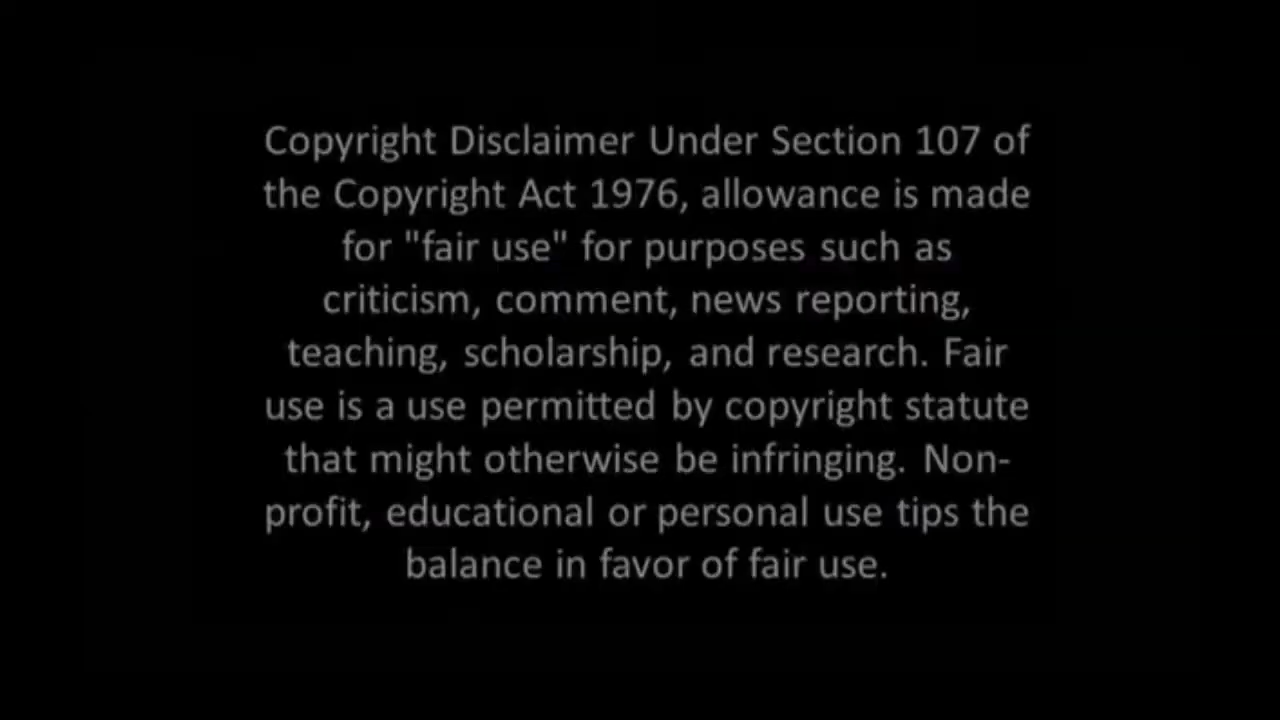 Copyright Disclaimer Under Section 107 of
the Copyright Act 1976, allowance is made
for "fair use" for purposes such as
criticism, comment, news reporting,
teaching, scholarship, and research. Fair
use is a use permitted by copyright statute
that might otherwise be infringing. Non-
profit, educational or personal use tips the
balance in favor of fair use.